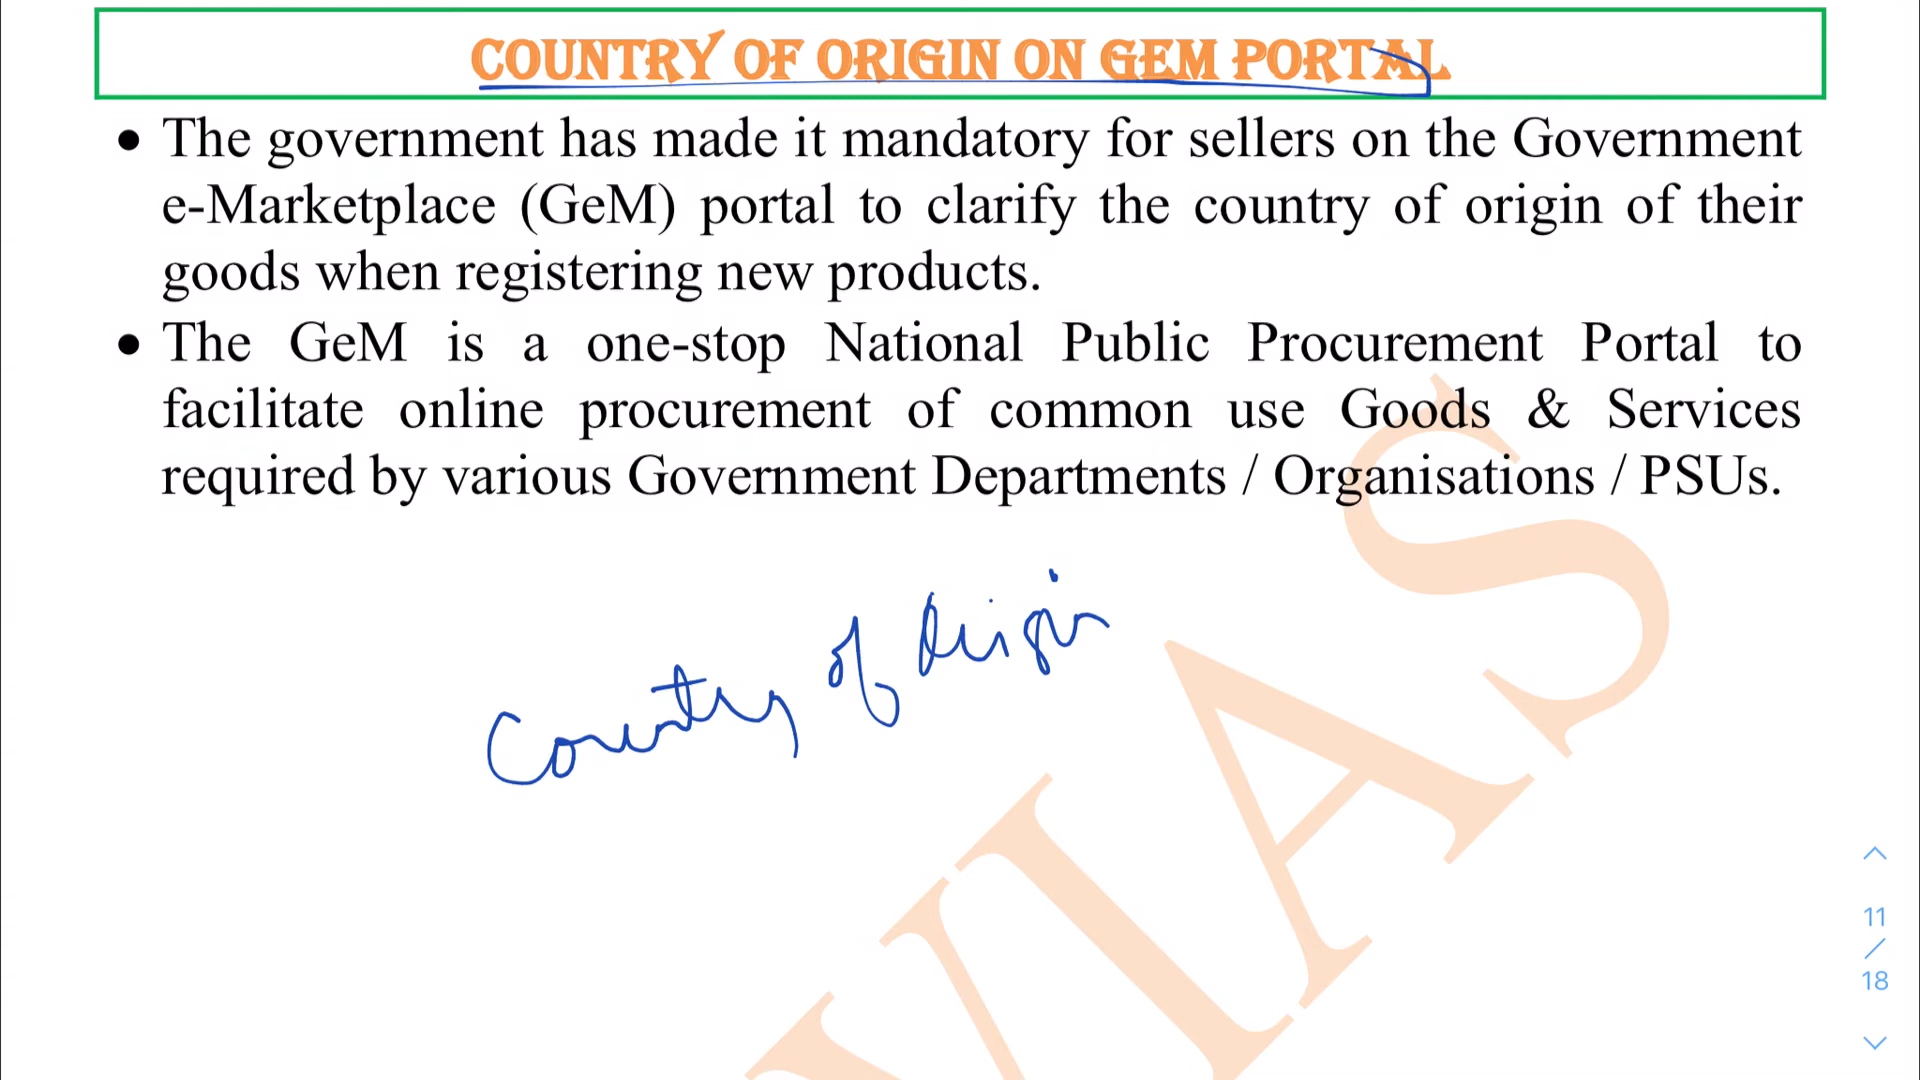 COUNTRY OF ORIGIN ON GEM PORTAL
• The government has made it mandatory for sellers on the Government
e-Marketplace (GeM) portal to clarify the country of origin of their
goods when registering new products.
• The GeM is a one-stop National Public Procurement Portal to
facilitate online procurement of common use Goods & Services
required by various Government Departments / Organisations / PSUs.
Country of Origin
VIAS
11
/
18